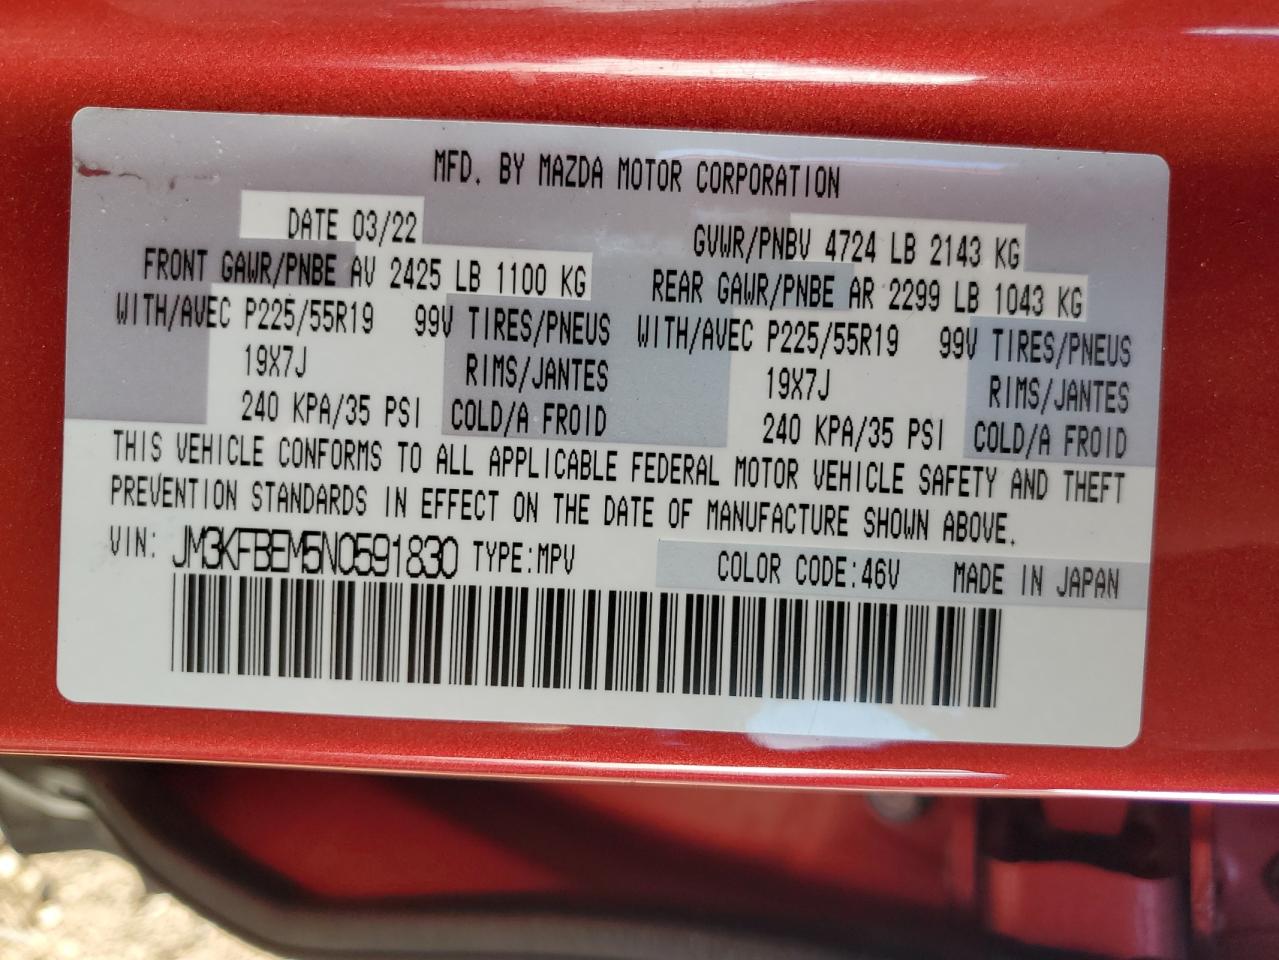 MFD. BY MAZDA MOTOR CORPORATION
DATE 03/22 GVWR/PNBV 4724 LB 2143 KG
FRONT GAWR/PNBE AV 2425 LB 1100 KG REAR GAWR/PNBE AR 2299 LB 1043 KG
WITH/AVEC P225/55R19 99V TIRES/PNEUS WITH/AVEC P225/55R19 99V TIRES/PNEUS
19X7J RIMS/JANTES 19X7J RIMS/JANTES
240 KPA/35 PSI COLD/A FROID 240 KPA/35 PSI COLD/A FROID
THIS VEHICLE CONFORMS TO ALL APPLICABLE FEDERAL MOTOR VEHICLE SAFETY AND THEFT
PREVENTION STANDARDS IN EFFECT ON THE DATE OF MANUFACTURE SHOWN ABOVE.
VIN: JM3KFBEM5N0591830 TYPE:MPV COLOR CODE:46V MADE IN JAPAN